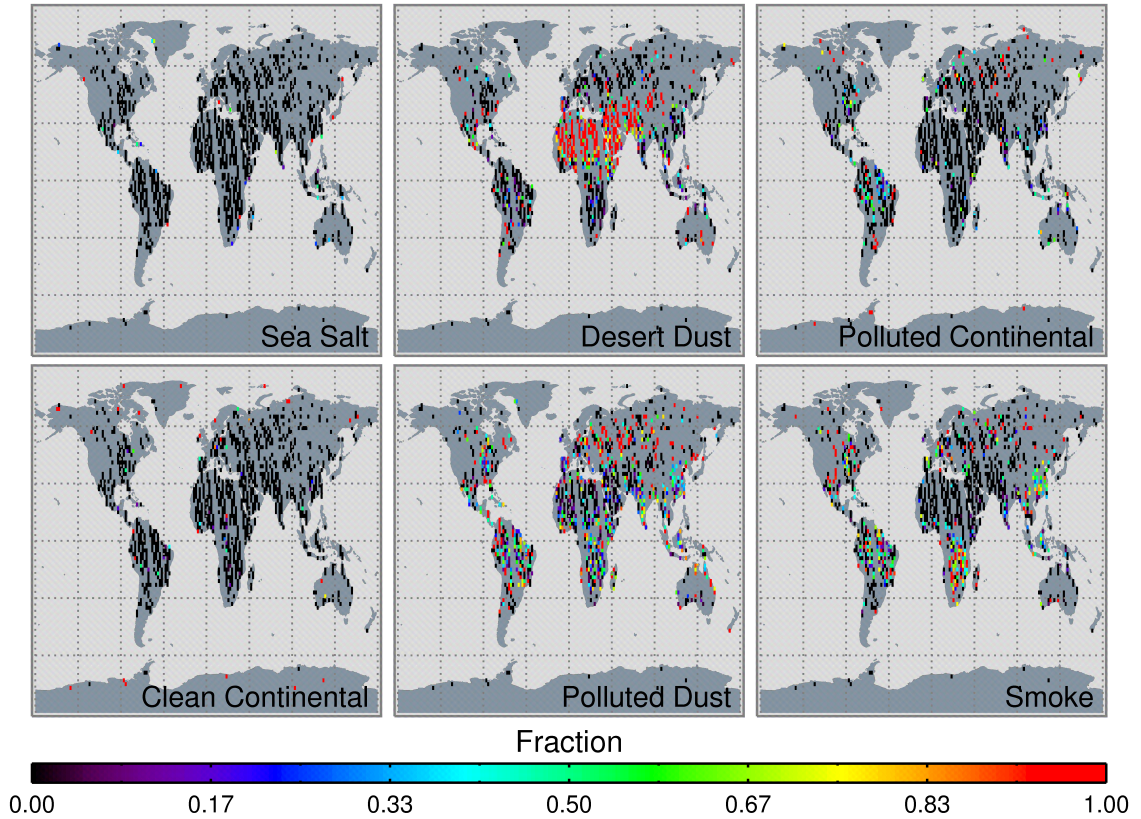 Sea Salt
Desert Dust
Polluted Continental
Clean Continental
Polluted Dust
Smoke
Fraction
0.00 0.17 0.33 0.50 0.67 0.83 1.00